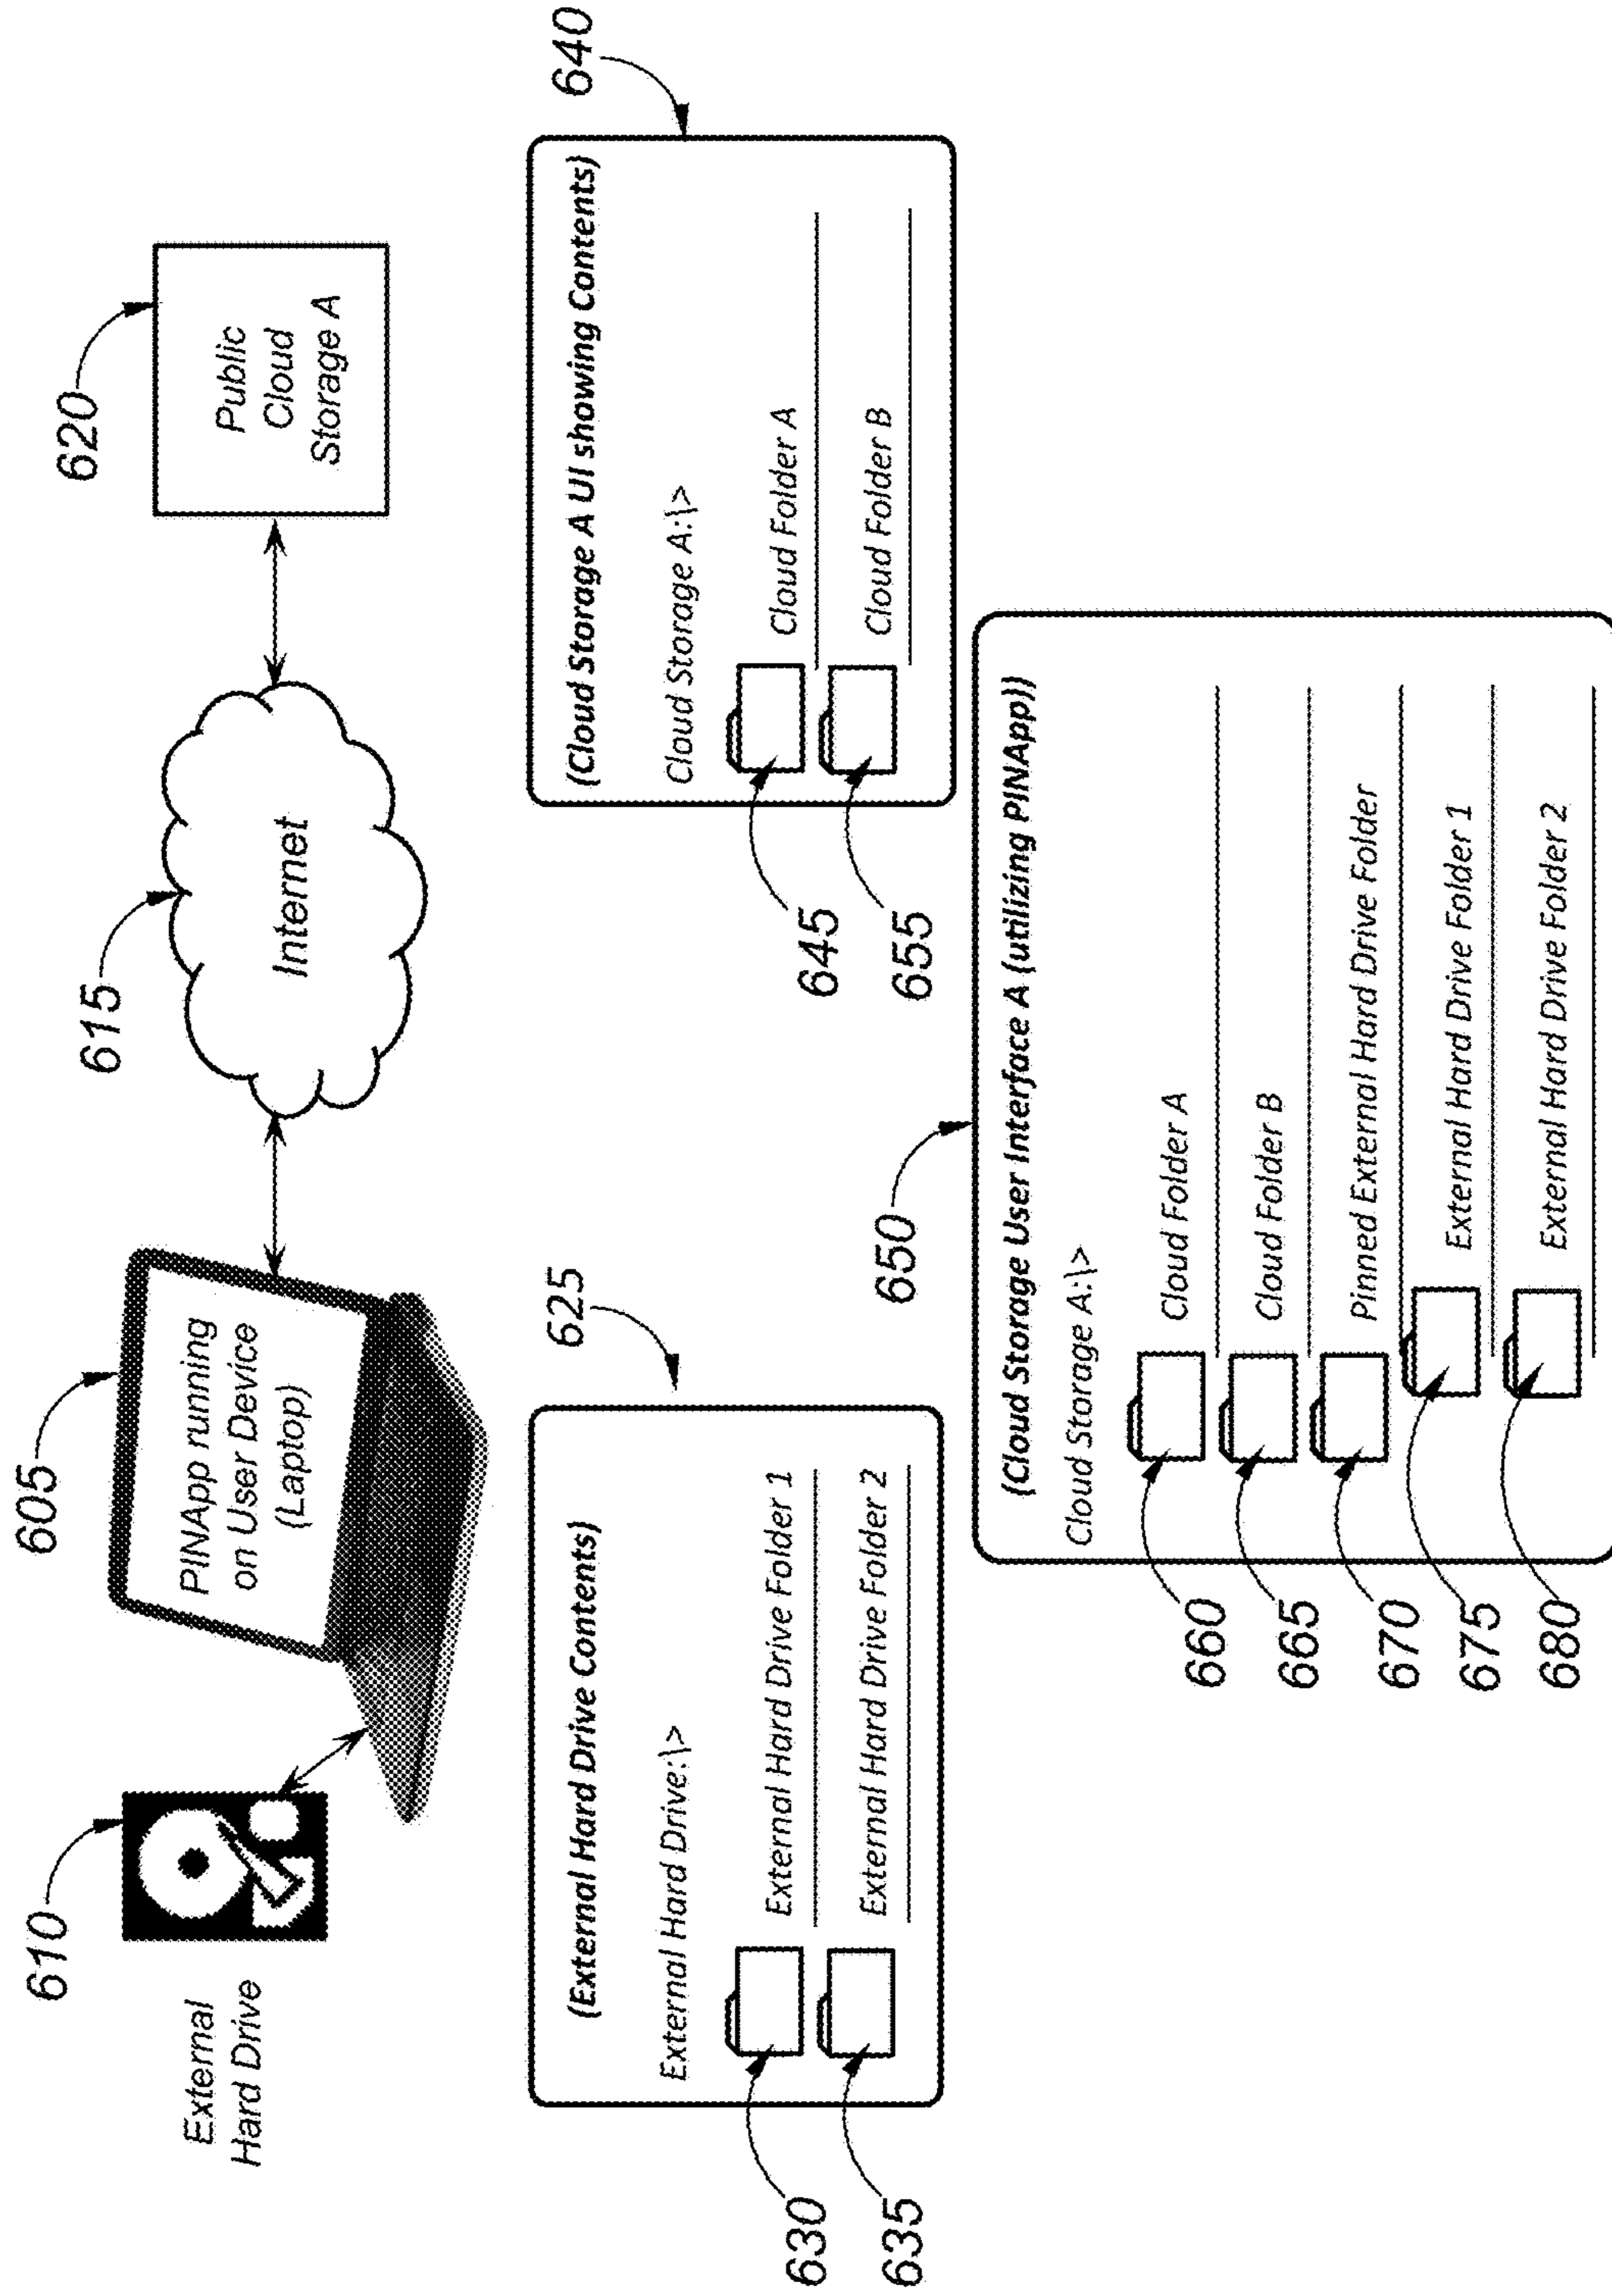 External
Hard Drive
610
605
PINApp running
on User Device
(Laptop)
615
Internet
620
Public
Cloud
Storage A
625
(External Hard Drive Contents)
External Hard Drive:\>
External Hard Drive Folder 1
External Hard Drive Folder 2
630
635
640
(Cloud Storage A UI showing Contents)
Cloud Storage A:\>
Cloud Folder A
Cloud Folder B
645
655
650
(Cloud Storage User Interface A (utilizing PINApp))
Cloud Storage A:\>
Cloud Folder A
Cloud Folder B
Pinned External Hard Drive Folder
External Hard Drive Folder 1
External Hard Drive Folder 2
660
665
670
675
680